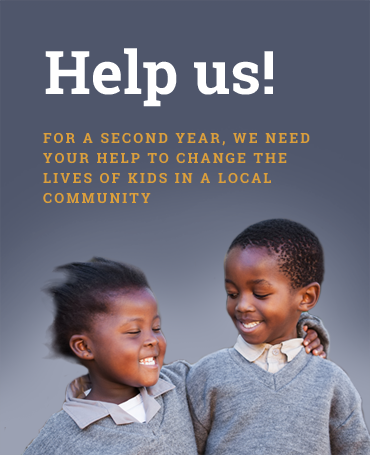 Help us!
FOR A SECOND YEAR, WE NEED
YOUR HELP TO CHANGE THE
LIVES OF KIDS IN A LOCAL
COMMUNITY